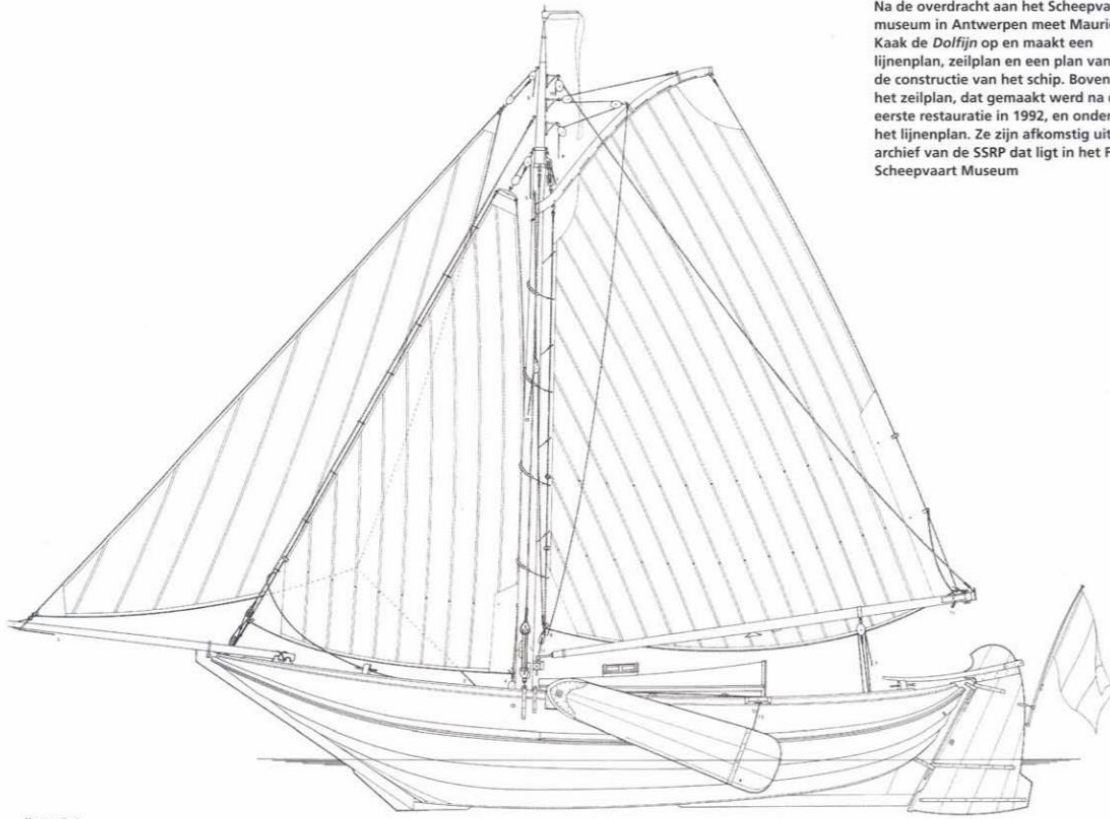 Na de overdracht aan het Scheepva
museum in Antwerpen meet Mauri
Kaak de Dolfijn op en maakt een
lijnenplan, zeilplan en een plan van
de constructie van het schip. Boven
het zeilplan, dat gemaakt werd na
eerste restauratie in 1992, en onder
het lijnenplan. Ze zijn afkomstig uit
archief van de SSRP dat ligt in het F
Scheepvaart Museum